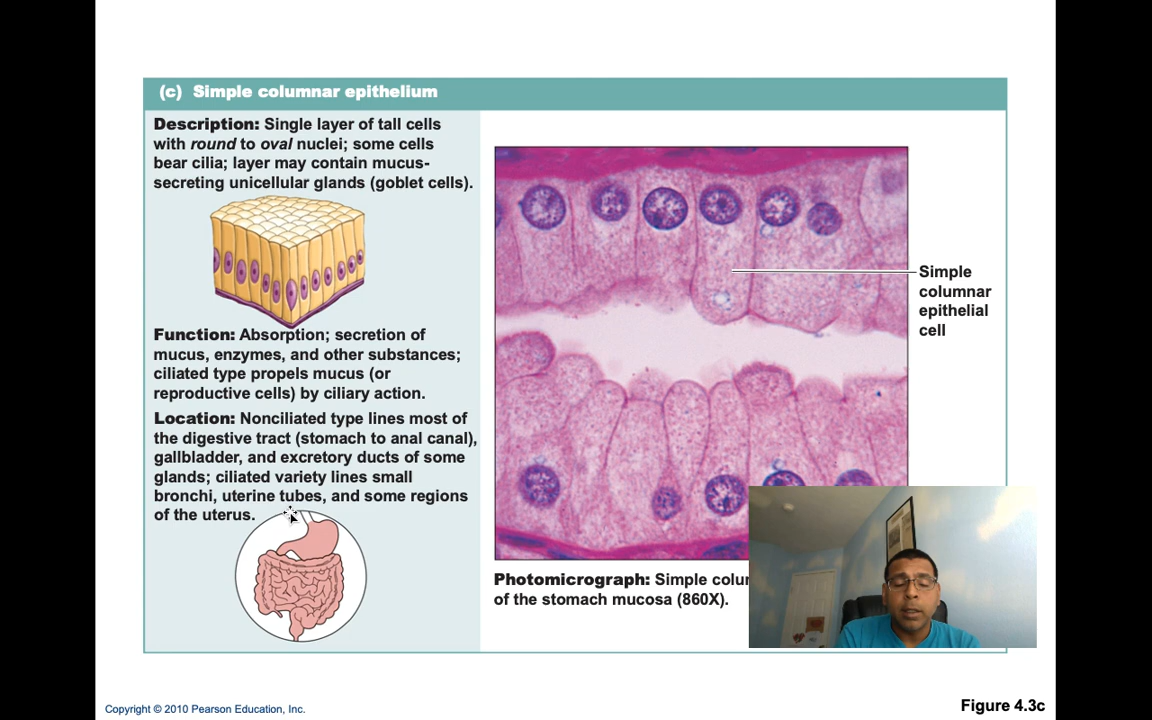 (c) Simple columnar epithelium
Description: Single layer of tall cells
with round to oval nuclei; some cells
bear cilia; layer may contain mucus-
secreting unicellular glands (goblet cells).
Function: Absorption; secretion of
mucus, enzymes, and other substances;
ciliated type propels mucus (or
reproductive cells) by ciliary action.
Location: Nonciliated type lines most of
the digestive tract (stomach to anal canal),
gallbladder, and excretory ducts of some
glands; ciliated variety lines small
bronchi, uterine tubes, and some regions
of the uterus.
Simple
columnar
epithelial
cell
Photomicrograph: Simple
of the stomach mucosa (860X).
Copyright © 2010 Pearson Education, Inc.
Figure 4.3c